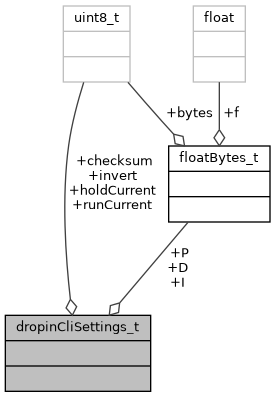 uint8_t
float
+bytes
+f
floatBytes_t
+checksum
+invert
+holdCurrent
+runCurrent
+P
+D
+I
dropinCliSettings_t